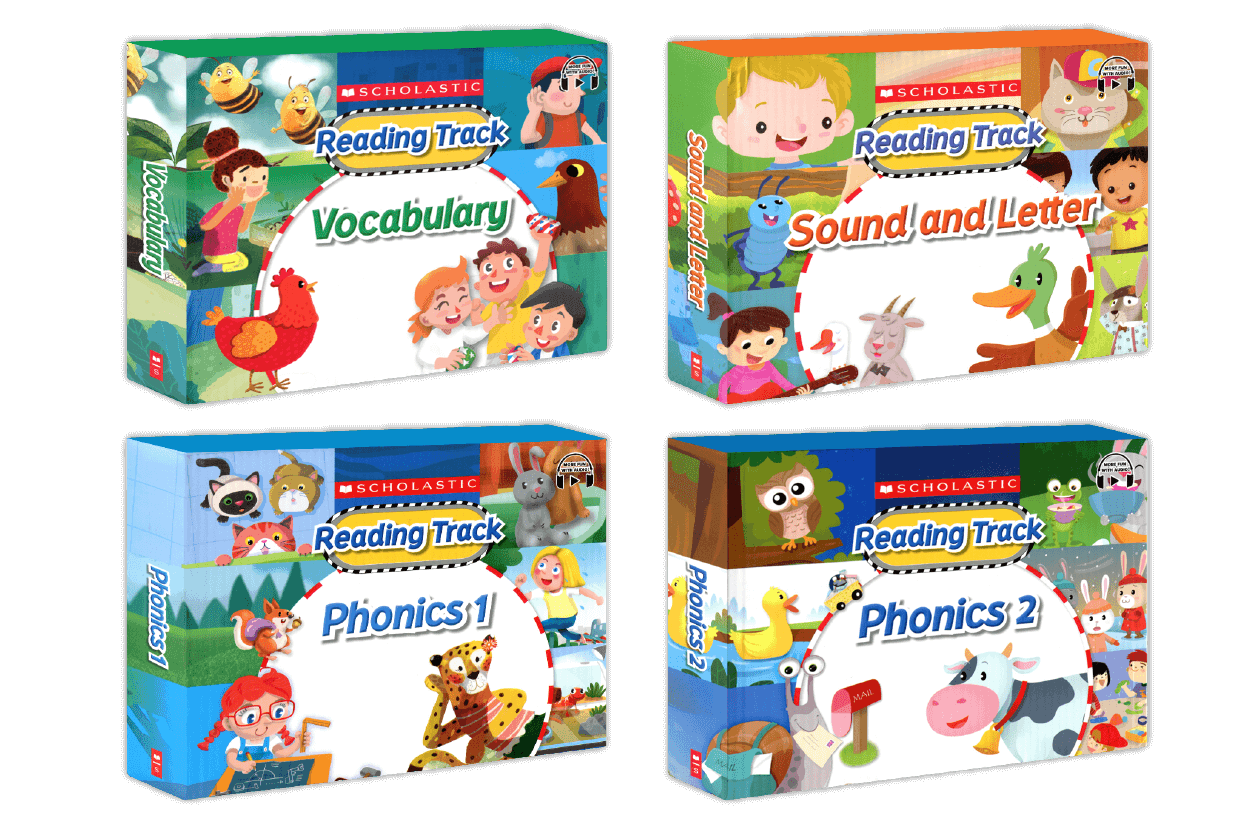 MORE FUN
WITH AUDIO!
SCHOLASTIC
Reading Track
Vocabulary
Vocabulary
S
MORE FUN
WITH AUDIO!
SCHOLASTIC
Reading Track
Sound and Letter
Sound and Letter
S
MORE FUN
WITH AUDIO!
SCHOLASTIC
Reading Track
Phonics 1
Phonics 1
S
MORE FUN
WITH AUDIO!
SCHOLASTIC
Reading Track
Phonics 2
Phonics 2
MAIL
MAIL
S